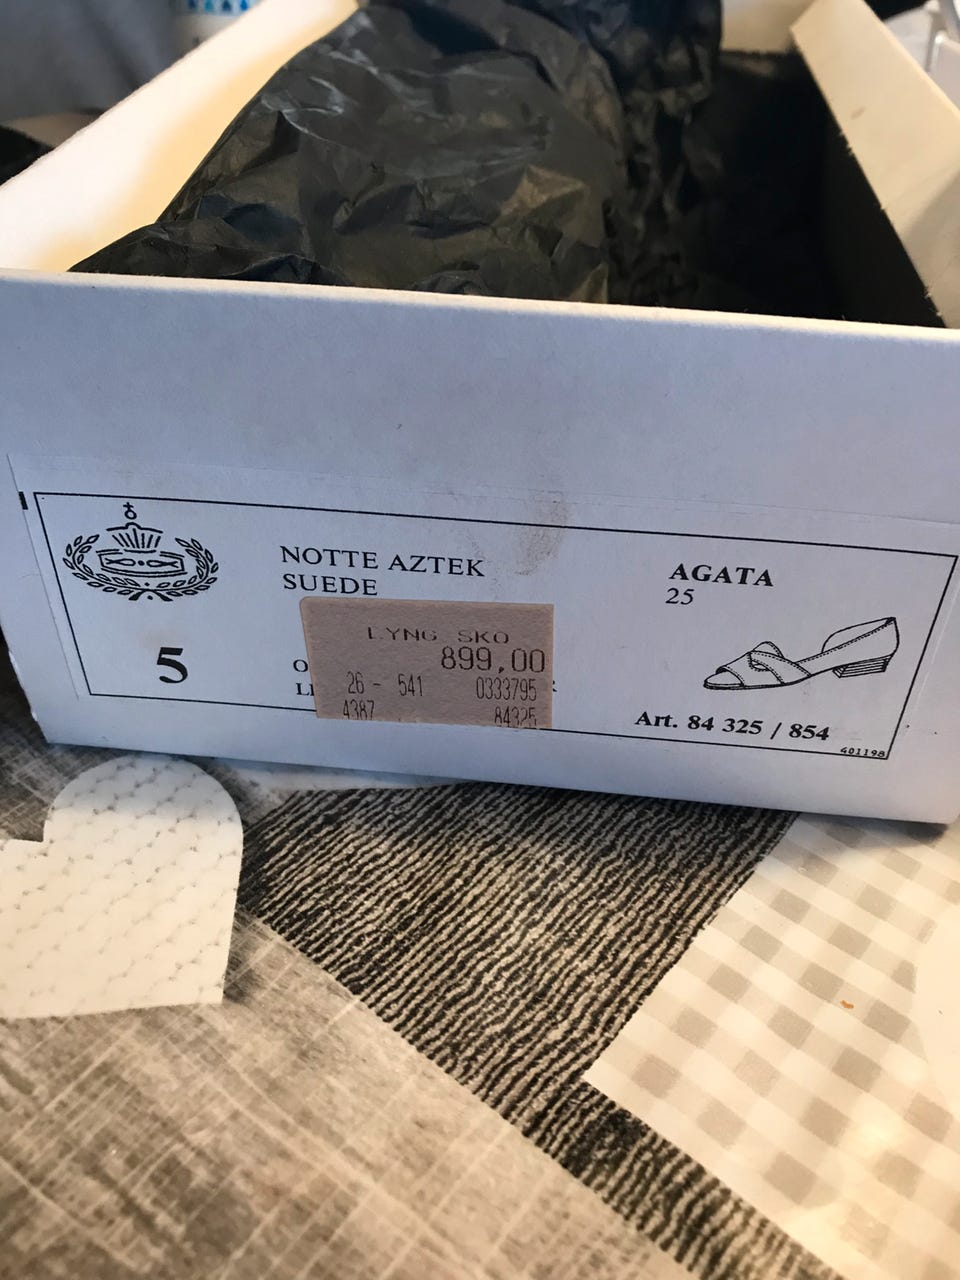 NOTTE AZTEK
SUEDE
AGATA
25
5
LYNG SKO
899,00
26 - 541 0333795
4387 84325
Art. 84 325 / 854
601198